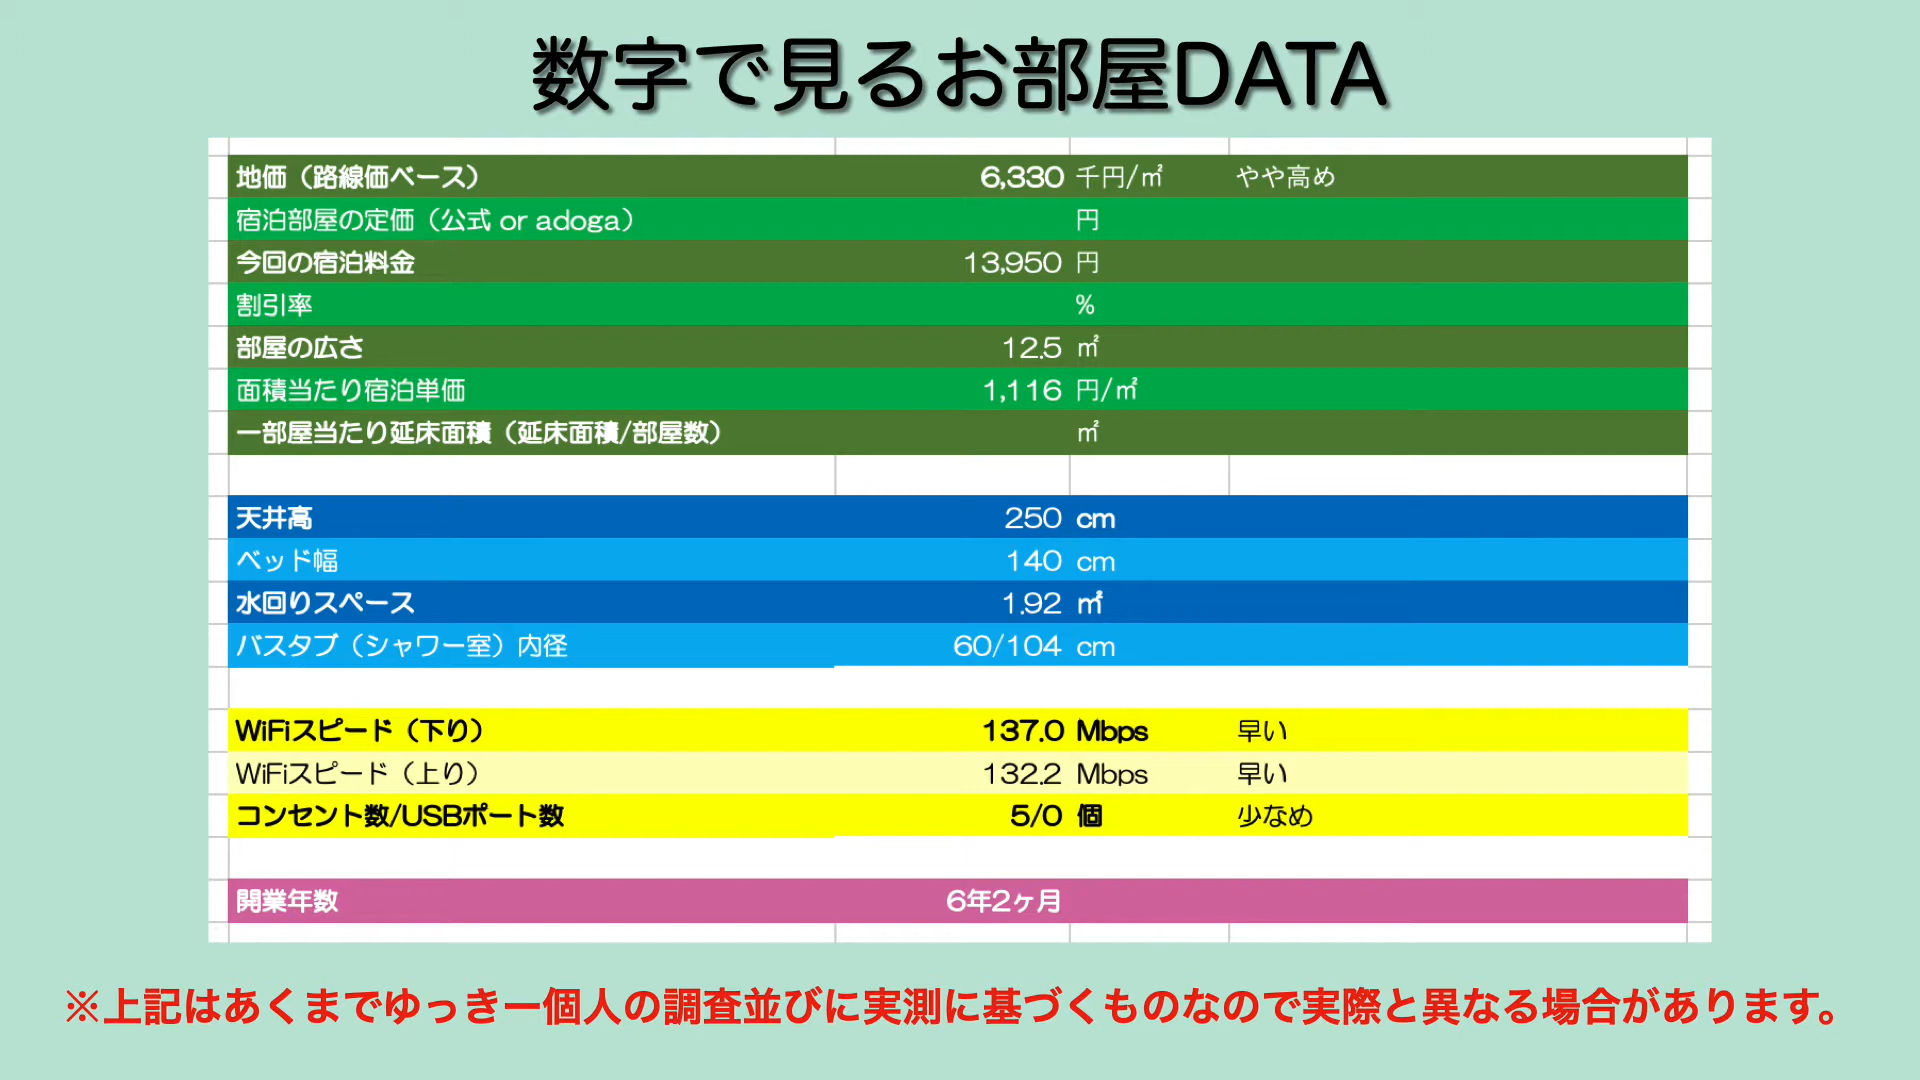 数字で見るお部屋DATA
地価（路線価ベース） 6,330 千円/㎡ やや高め
宿泊部屋の定価（公式 or adoga） 円
今回の宿泊料金 13,950 円
割引率 %
部屋の広さ 12.5 ㎡
面積当たり宿泊単価 1,116 円/㎡
一部屋当たり延床面積（延床面積/部屋数） ㎡
天井高 250 cm
ベッド幅 140 cm
水回りスペース 1.92 ㎡
バスタブ（シャワー室）内径 60/104 cm
WiFiスピード（下り） 137.0 Mbps 早い
WiFiスピード（上り） 132.2 Mbps 早い
コンセント数/USBポート数 5/0 個 少なめ
開業年数 6年2ヶ月
※上記はあくまでゆっきー個人の調査並びに実測に基づくものなので実際と異なる場合があります。